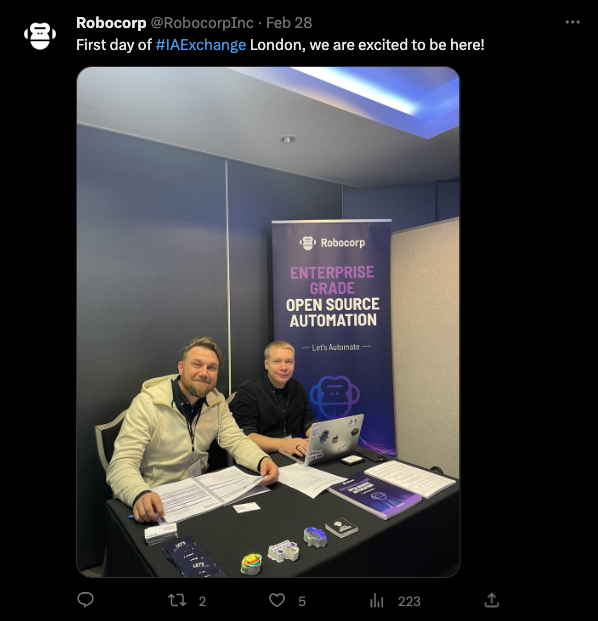 Robocorp @RobocorpInc · Feb 28
First day of #IAExchange London, we are excited to be here!
Robocorp
ENTERPRISE
GRADE
OPEN SOURCE
AUTOMATION
Let's Automate
2
5
223